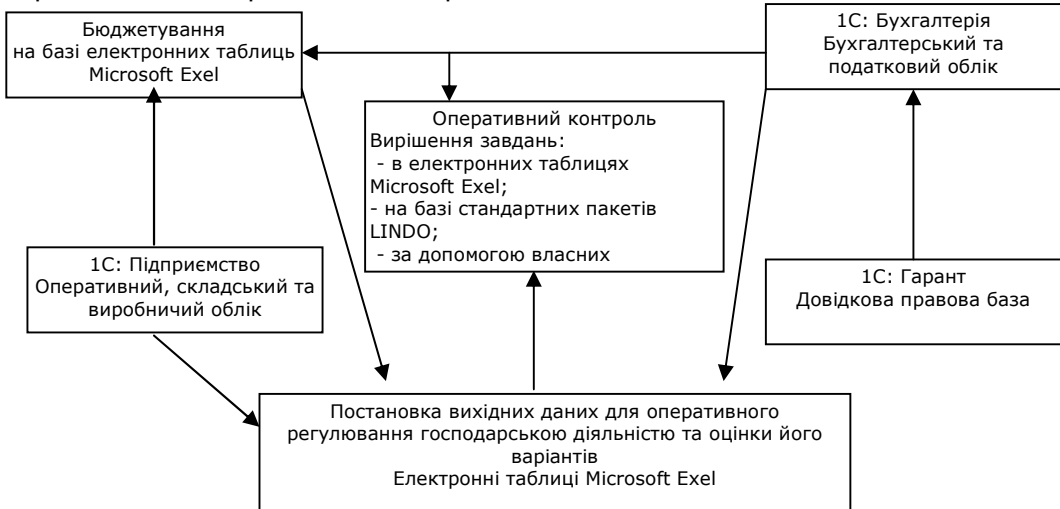 Бюджетування
на базі електронних таблиць
Microsoft Exel
1С: Бухгалтерія
Бухгалтерський та
податковий облік
Оперативний контроль
Вирішення завдань:
- в електронних таблицях
Microsoft Exel;
- на базі стандартних пакетів
LINDO;
- за допомогою власних
1С: Підприємство
Оперативний, складський та
виробничий облік
1С: Гарант
Довідкова правова база
Постановка вихідних даних для оперативного
регулювання господарською діяльністю та оцінки його
варіантів
Електронні таблиці Microsoft Exel